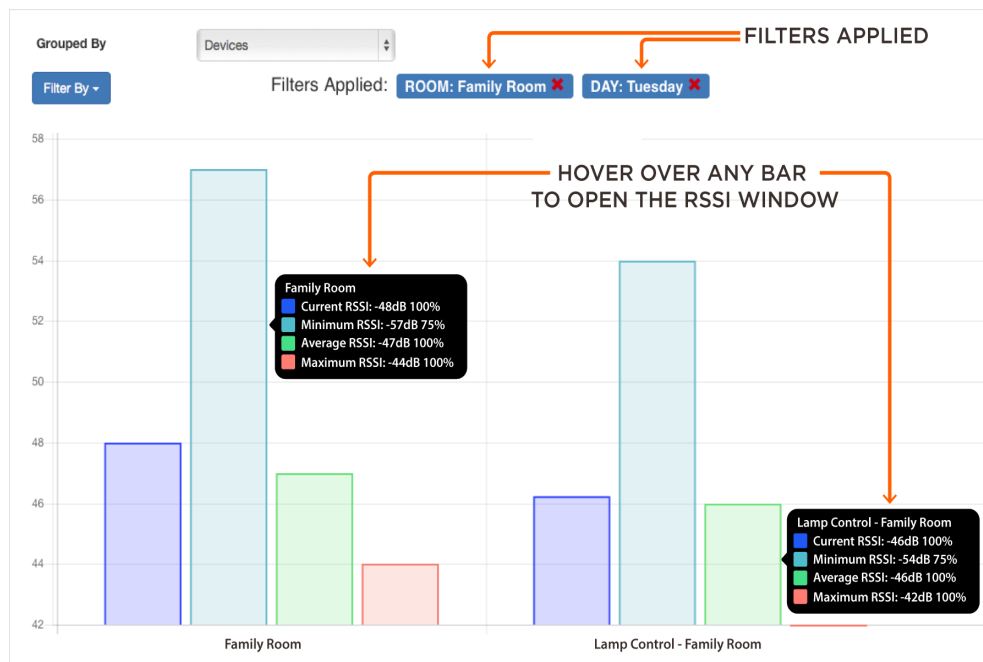 Grouped By
Devices
FILTERS APPLIED
Filter By
Filters Applied:
ROOM: Family Room
DAY: Tuesday
58
56
54
52
50
48
46
44
42
HOVER OVER ANY BAR
TO OPEN THE RSSI WINDOW
Family Room
Current RSSI: -48dB 100%
Minimum RSSI: -57dB 75%
Average RSSI: -47dB 100%
Maximum RSSI: -44dB 100%
Lamp Control - Family Room
Current RSSI: -46dB 100%
Minimum RSSI: -54dB 75%
Average RSSI: -46dB 100%
Maximum RSSI: -42dB 100%
Family Room
Lamp Control - Family Room